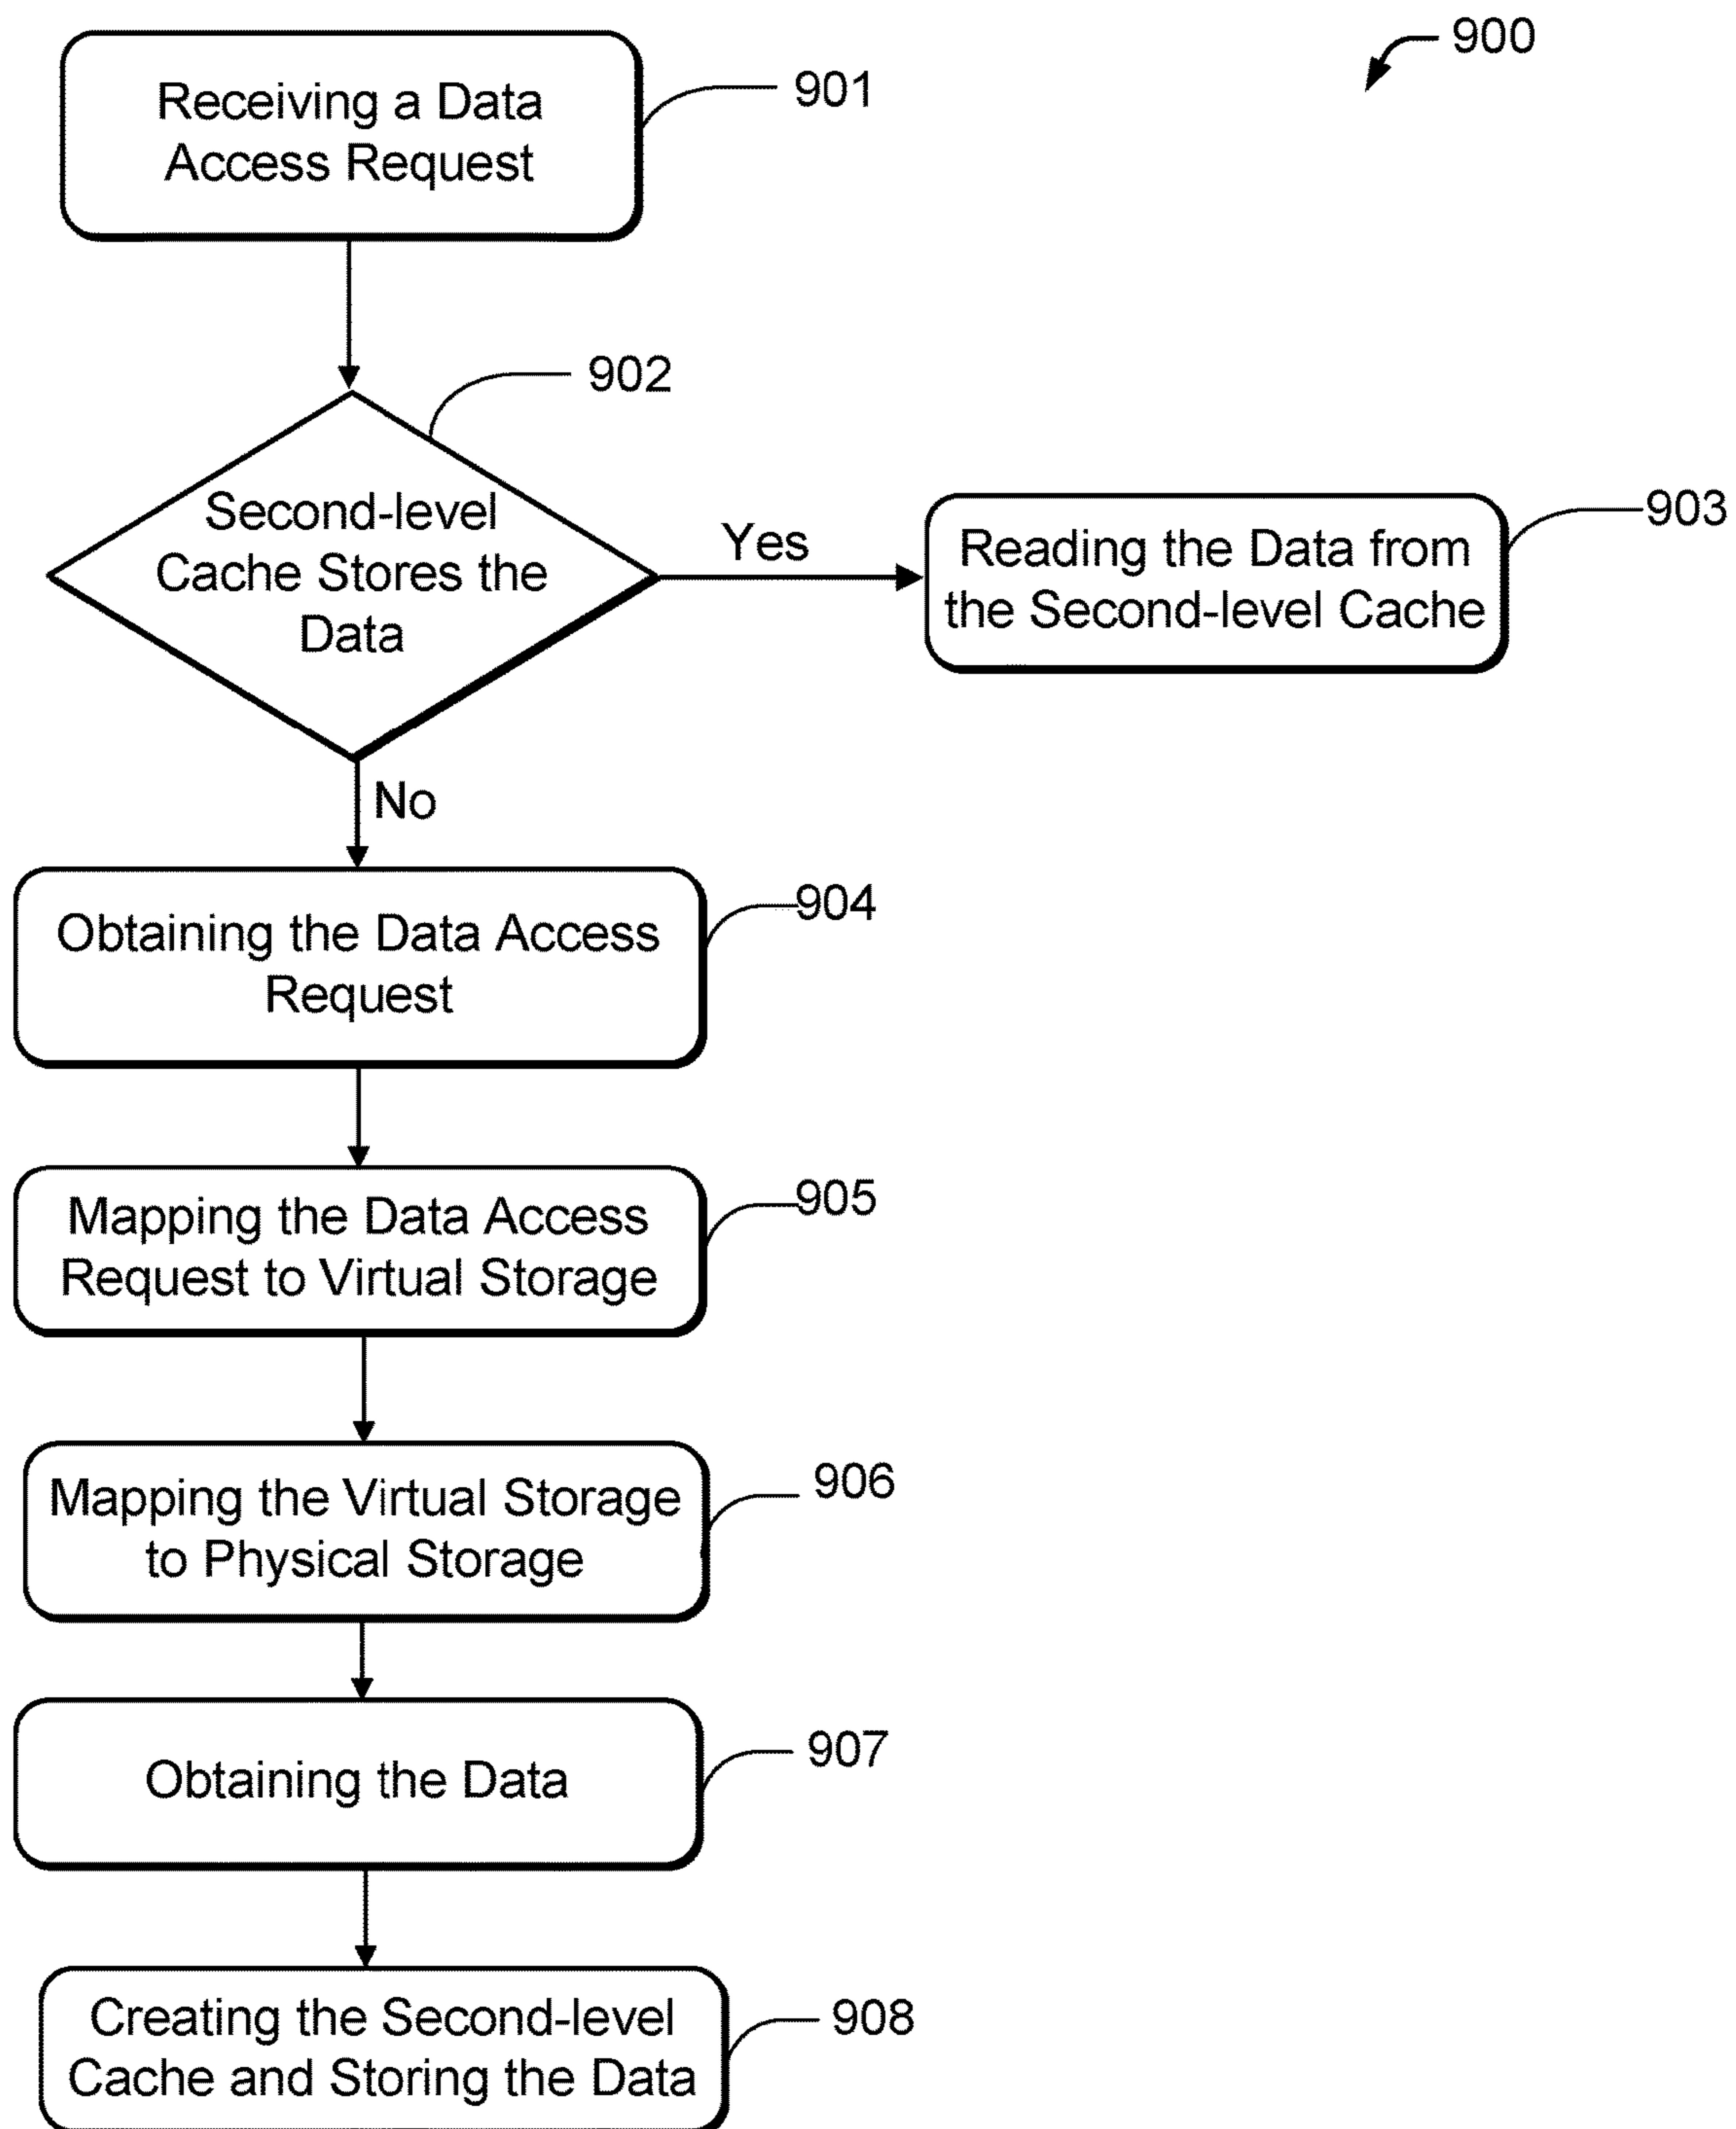 900
Receiving a Data
Access Request
901
902
Second-level
Cache Stores the
Data
Yes
Reading the Data from
the Second-level Cache
903
No
Obtaining the Data Access
Request
904
Mapping the Data Access
Request to Virtual Storage
905
Mapping the Virtual Storage
to Physical Storage
906
Obtaining the Data
907
Creating the Second-level
Cache and Storing the Data
908